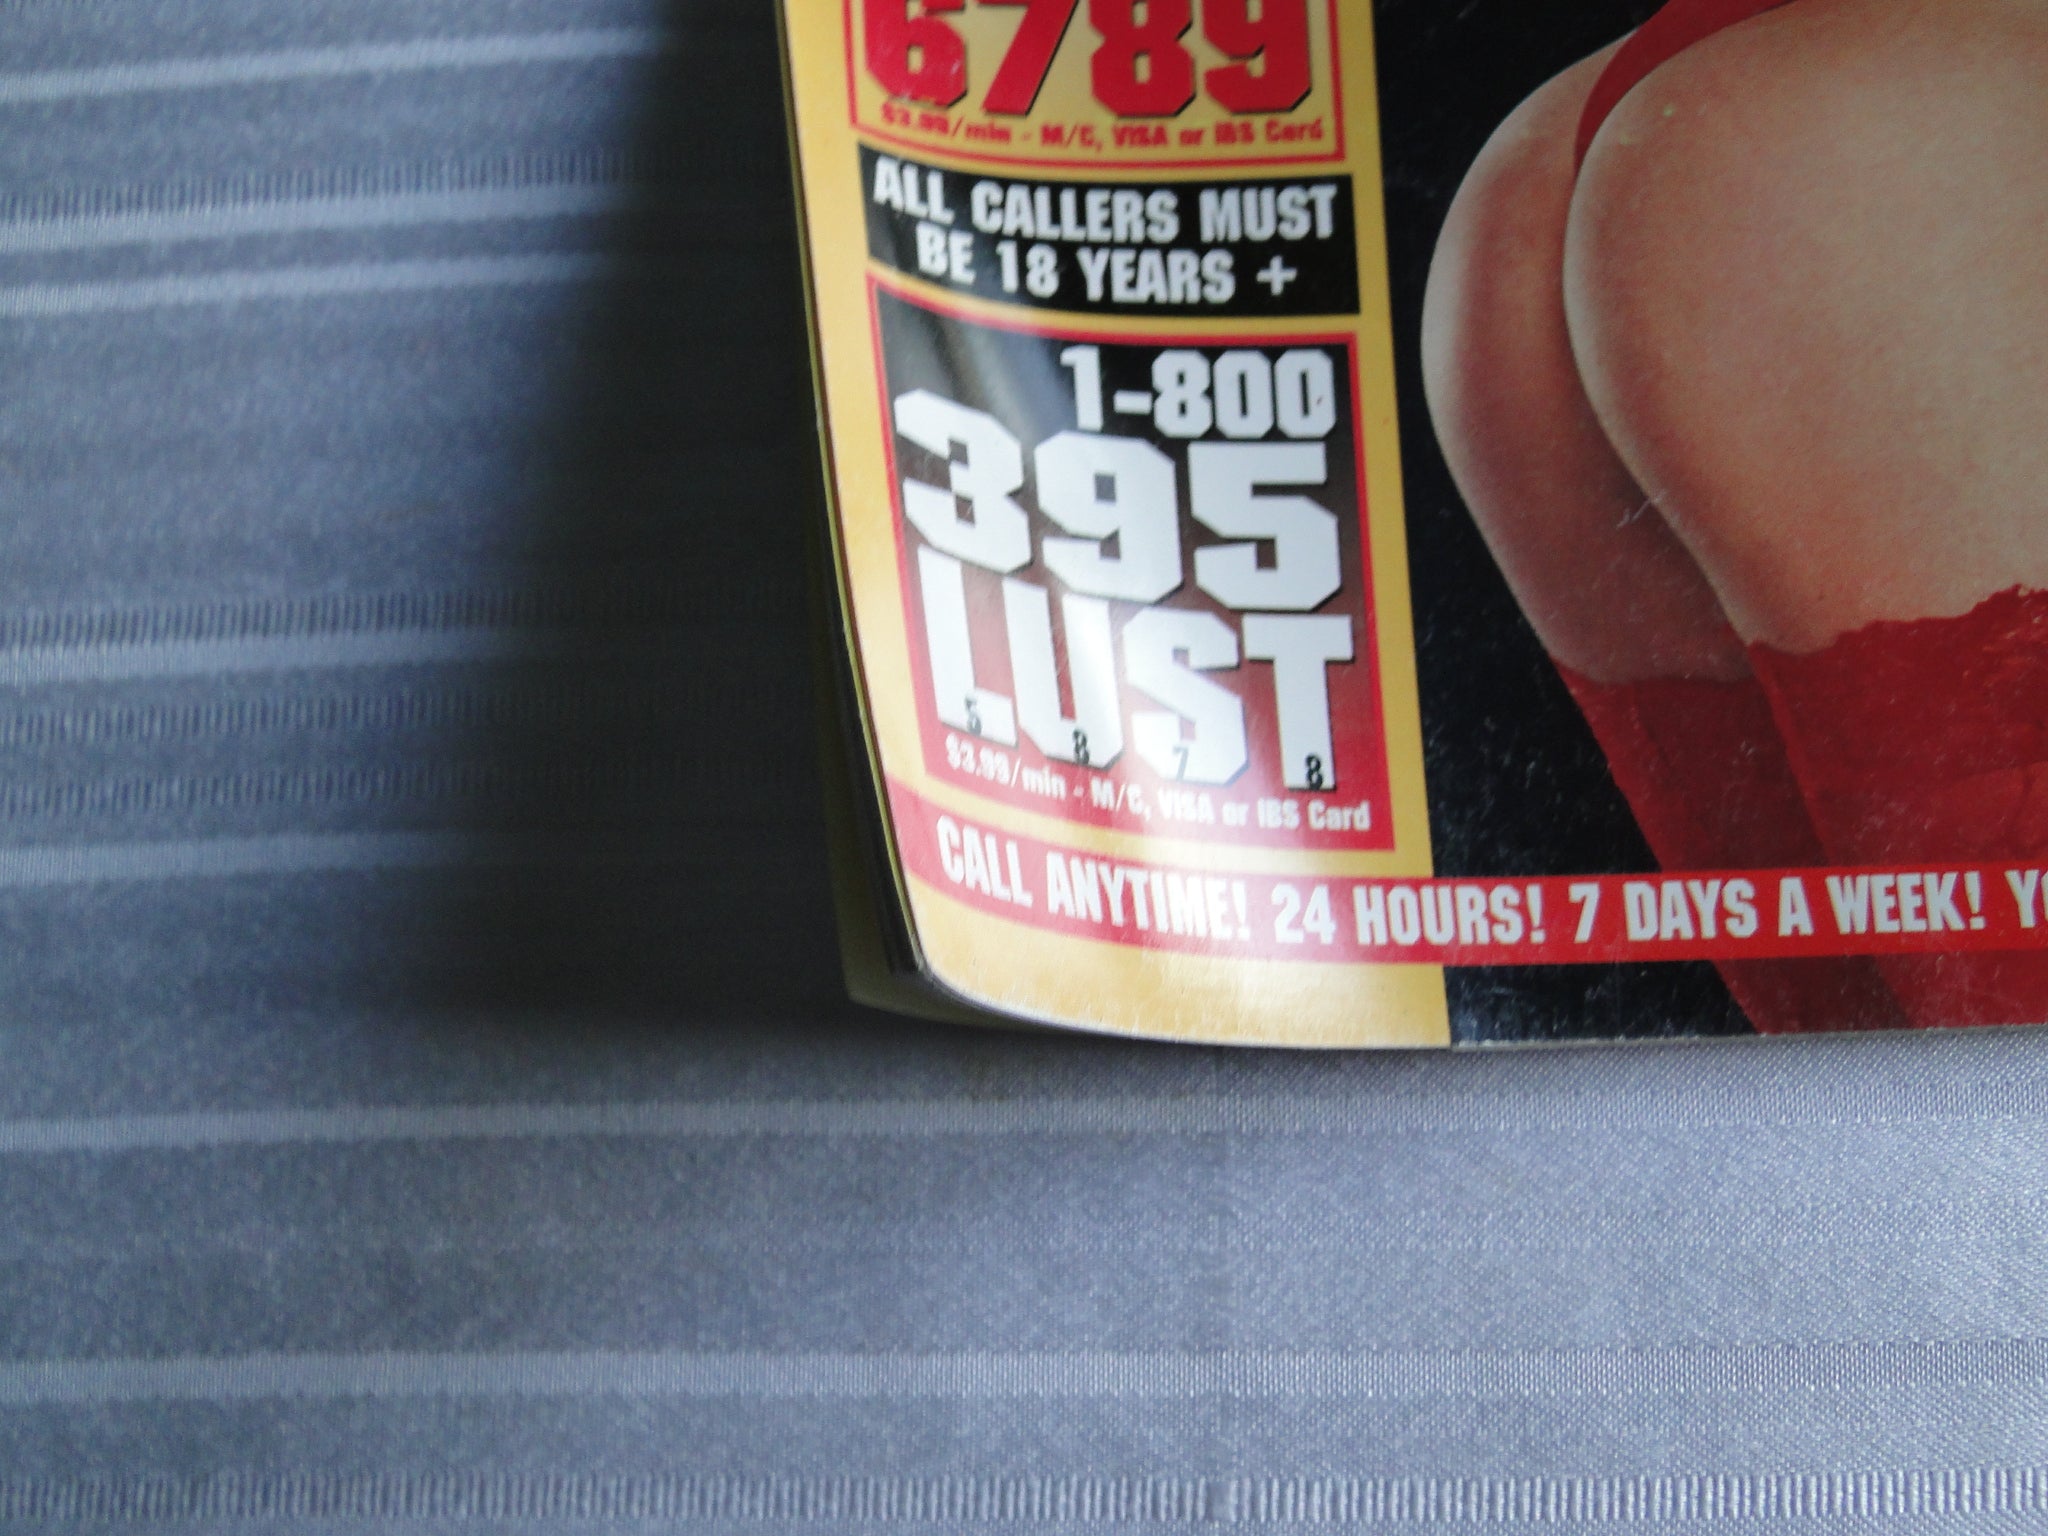 6789
$3.99/min - M/C, VISA or IBS Card
ALL CALLERS MUST
BE 18 YEARS +
1-800
395
LUST
5 8 7 8
$3.99/min - M/C, VISA or IBS Card
CALL ANYTIME! 24 HOURS! 7 DAYS A WEEK!